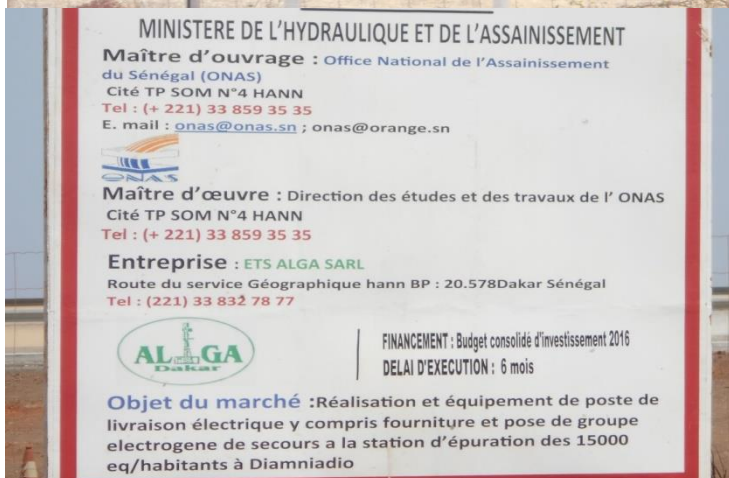 MINISTERE DE L'HYDRAULIQUE ET DE L'ASSAINISSEMENT
Maître d'ouvrage : Office National de l'Assainissement
du Sénégal (ONAS)
Cité TP SOM N°4 HANN
Tel : (+ 221) 33 859 35 35
E. mail : onas@onas.sn ; onas@orange.sn
ONAS
Maître d'œuvre : Direction des études et des travaux de l' ONAS
Cité TP SOM N°4 HANN
Tel : (+ 221) 33 859 35 35
Entreprise : ETS ALGA SARL
Route du service Géographique hann BP : 20.578Dakar Sénégal
Tel : (221) 33 832 78 77
ALGA
Dakar
FINANCEMENT : Budget consolidé d'investissement 2016
DELAI D'EXECUTION : 6 mois
Objet du marché :Réalisation et équipement de poste de
livraison électrique y compris fourniture et pose de groupe
electrogene de secours a la station d'épuration des 15000
eq/habitants à Diamniadio